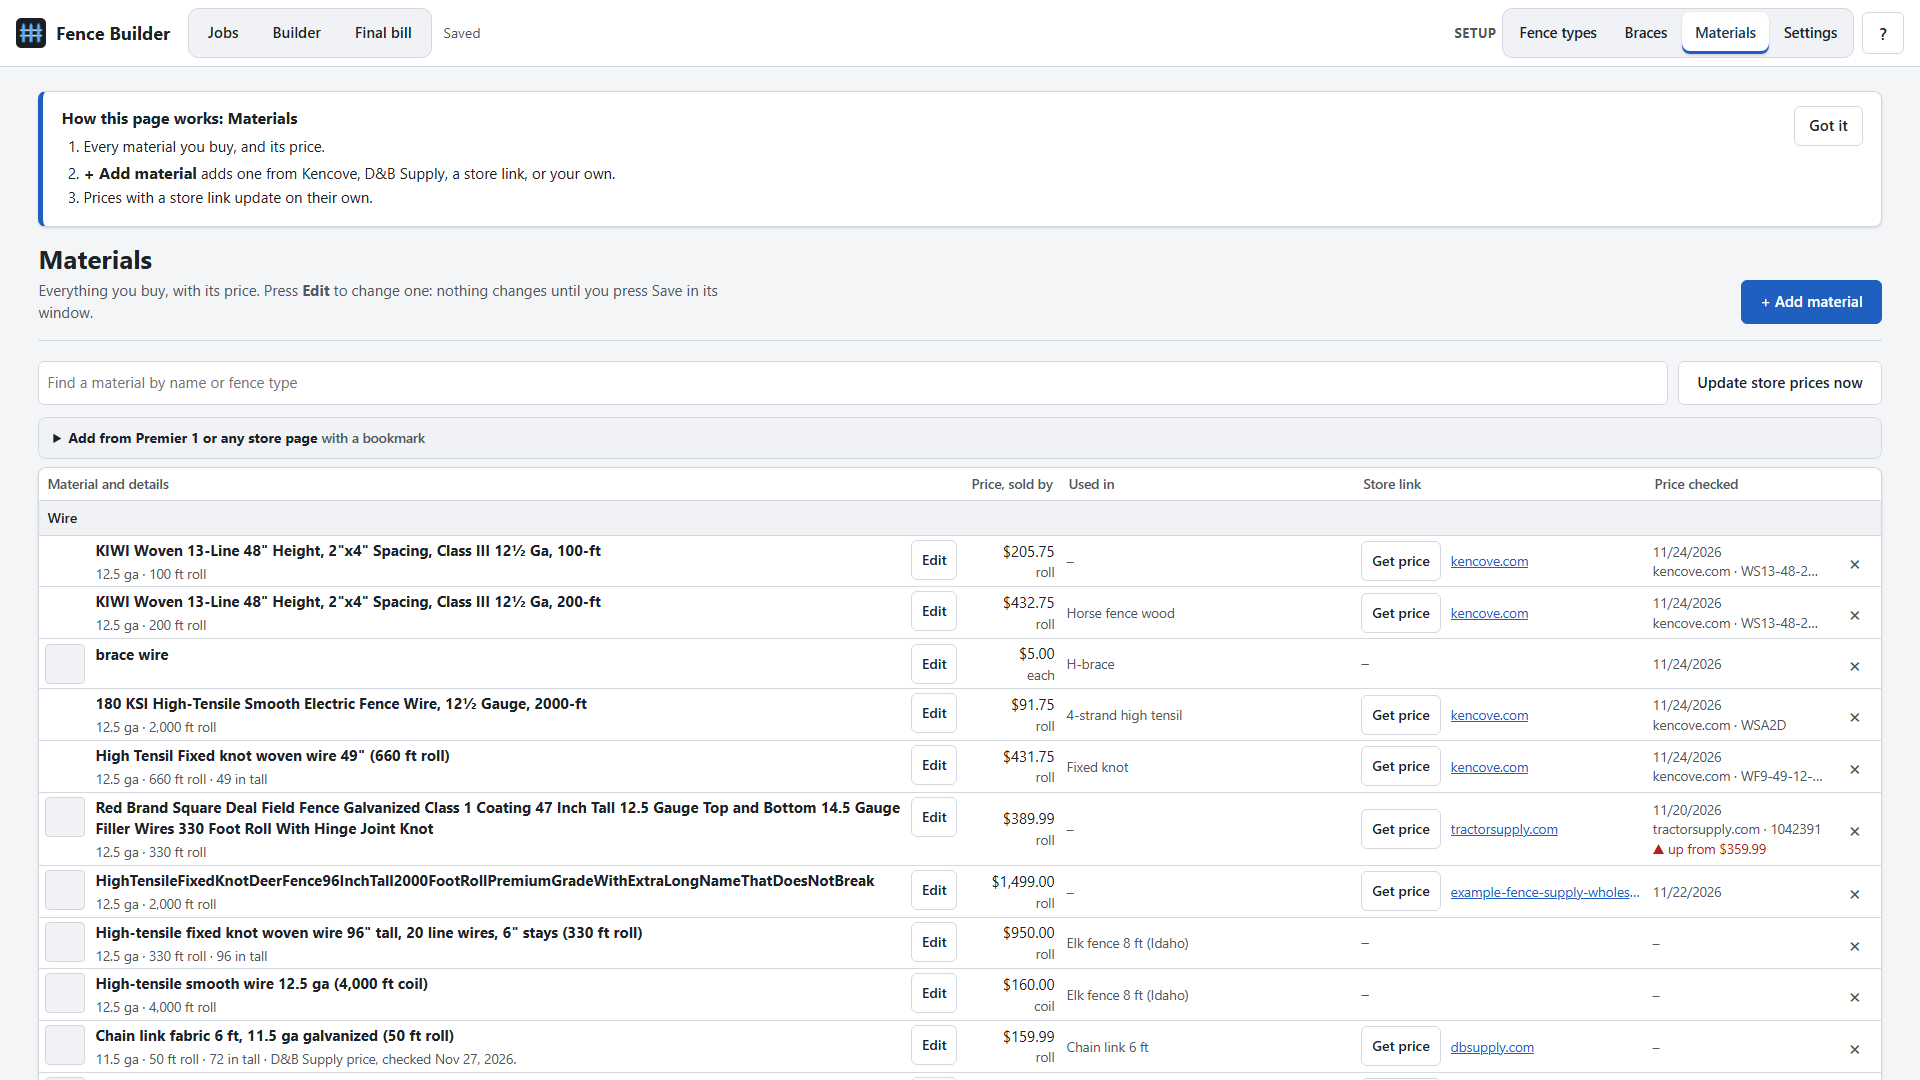 Fence Builder
Jobs
Builder
Final bill
Saved
SETUP
Fence types
Braces
Materials
Settings
?
How this page works: Materials
Got it
1. Every material you buy, and its price.
2. + Add material adds one from Kencove, D&B Supply, a store link, or your own.
3. Prices with a store link update on their own.
Materials
Everything you buy, with its price. Press Edit to change one: nothing changes until you press Save in its
window.
+ Add material
Find a material by name or fence type
Update store prices now
▶ Add from Premier 1 or any store page with a bookmark
Material and details
Price, sold by
Used in
Store link
Price checked
Wire
KIWI Woven 13-Line 48" Height, 2"x4" Spacing, Class III 12½ Ga, 100-ft
12.5 ga · 100 ft roll
Edit
$205.75
roll
–
Get price
kencove.com
11/24/2026
kencove.com · WS13-48-2...
×
KIWI Woven 13-Line 48" Height, 2"x4" Spacing, Class III 12½ Ga, 200-ft
12.5 ga · 200 ft roll
Edit
$432.75
roll
Horse fence wood
Get price
kencove.com
11/24/2026
kencove.com · WS13-48-2...
×
brace wire
Edit
$5.00
each
H-brace
–
11/24/2026
×
180 KSI High-Tensile Smooth Electric Fence Wire, 12½ Gauge, 2000-ft
12.5 ga · 2,000 ft roll
Edit
$91.75
roll
4-strand high tensil
Get price
kencove.com
11/24/2026
kencove.com · WSA2D
×
High Tensil Fixed knot woven wire 49" (660 ft roll)
12.5 ga · 660 ft roll · 49 in tall
Edit
$431.75
roll
Fixed knot
Get price
kencove.com
11/24/2026
kencove.com · WF9-49-12-...
×
Red Brand Square Deal Field Fence Galvanized Class 1 Coating 47 Inch Tall 12.5 Gauge Top and Bottom 14.5 Gauge
Filler Wires 330 Foot Roll With Hinge Joint Knot
12.5 ga · 330 ft roll
Edit
$389.99
roll
–
Get price
tractorsupply.com
11/20/2026
tractorsupply.com · 1042391
▲ up from $359.99
×
HighTensileFixedKnotDeerFence96InchTall2000FootRollPremiumGradeWithExtraLongNameThatDoesNotBreak
12.5 ga · 2,000 ft roll
Edit
$1,499.00
roll
–
Get price
example-fence-supply-wholes...
11/22/2026
×
High-tensile fixed knot woven wire 96" tall, 20 line wires, 6" stays (330 ft roll)
12.5 ga · 330 ft roll · 96 in tall
Edit
$950.00
roll
Elk fence 8 ft (Idaho)
–
–
×
High-tensile smooth wire 12.5 ga (4,000 ft coil)
12.5 ga · 4,000 ft roll
Edit
$160.00
coil
Elk fence 8 ft (Idaho)
–
–
×
Chain link fabric 6 ft, 11.5 ga galvanized (50 ft roll)
11.5 ga · 50 ft roll · 72 in tall · D&B Supply price, checked Nov 27, 2026.
Edit
$159.99
roll
Chain link 6 ft
Get price
dbsupply.com
–
×